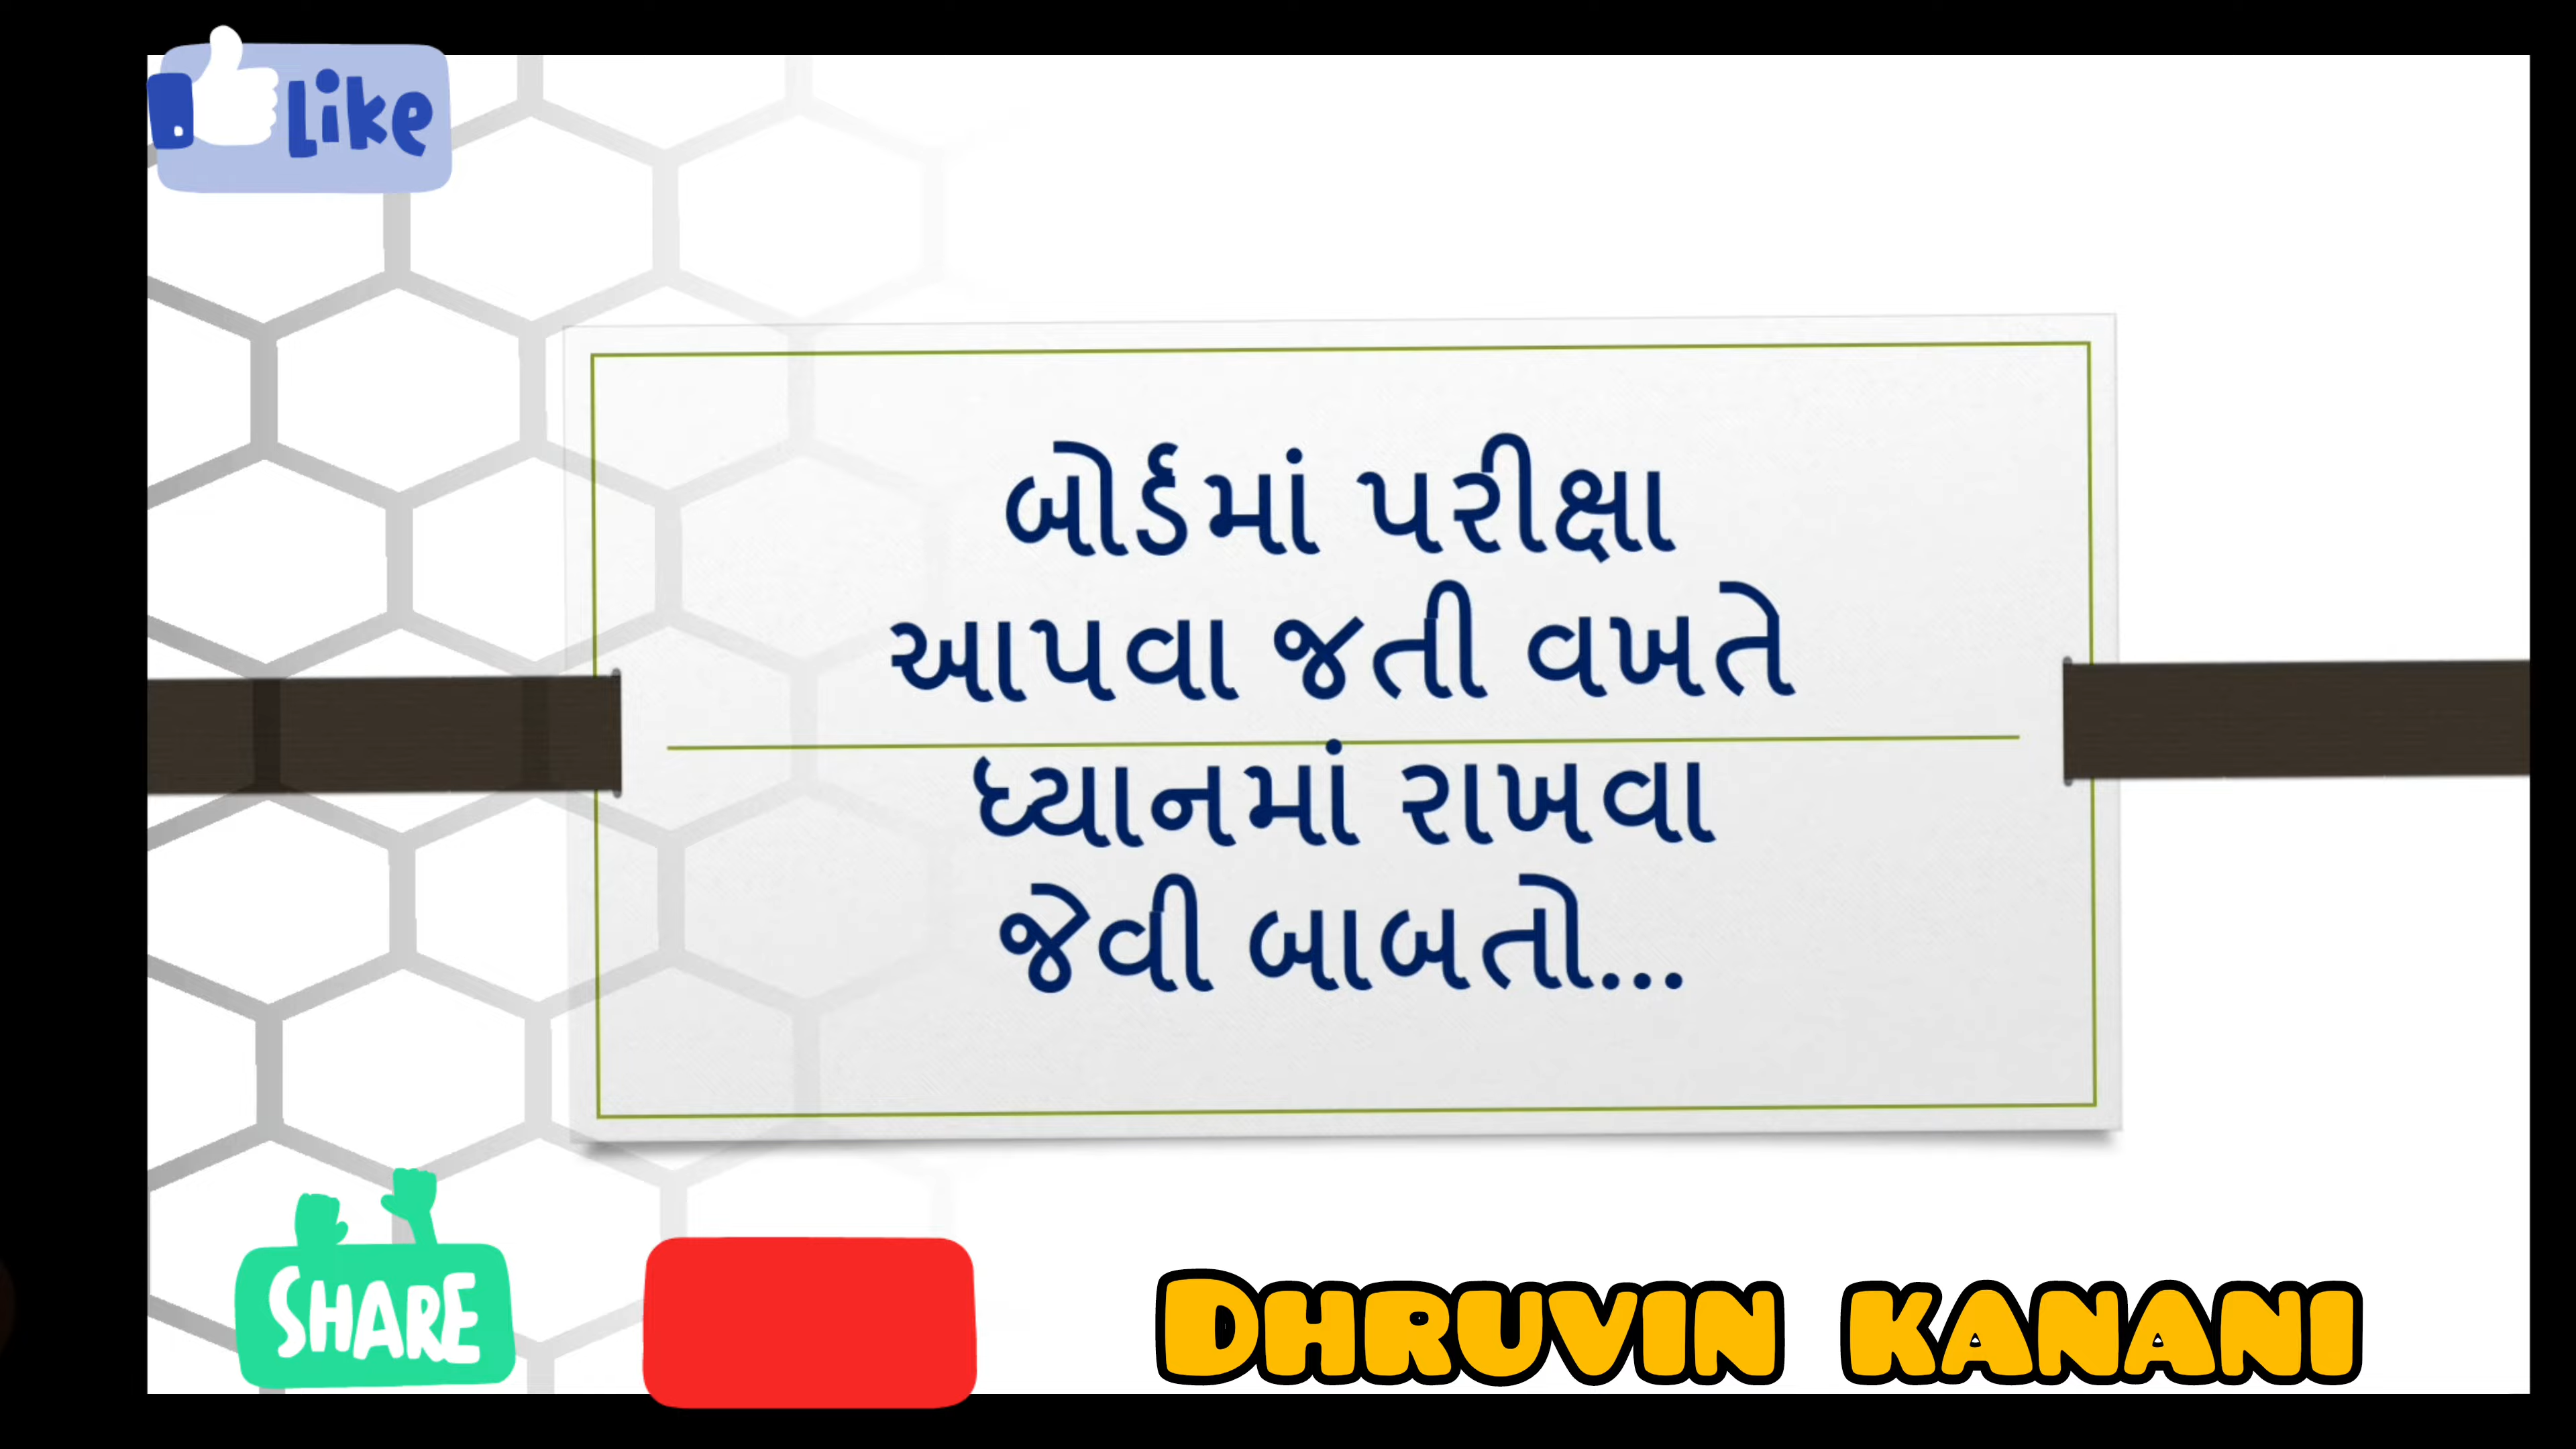 Like
બોર્ડમાં પરીક્ષા
આપવા જતી વખતે
ધ્યાનમાં રાખવા
જેવી બાબતો...
SHARE
DHRUVIN KANANI